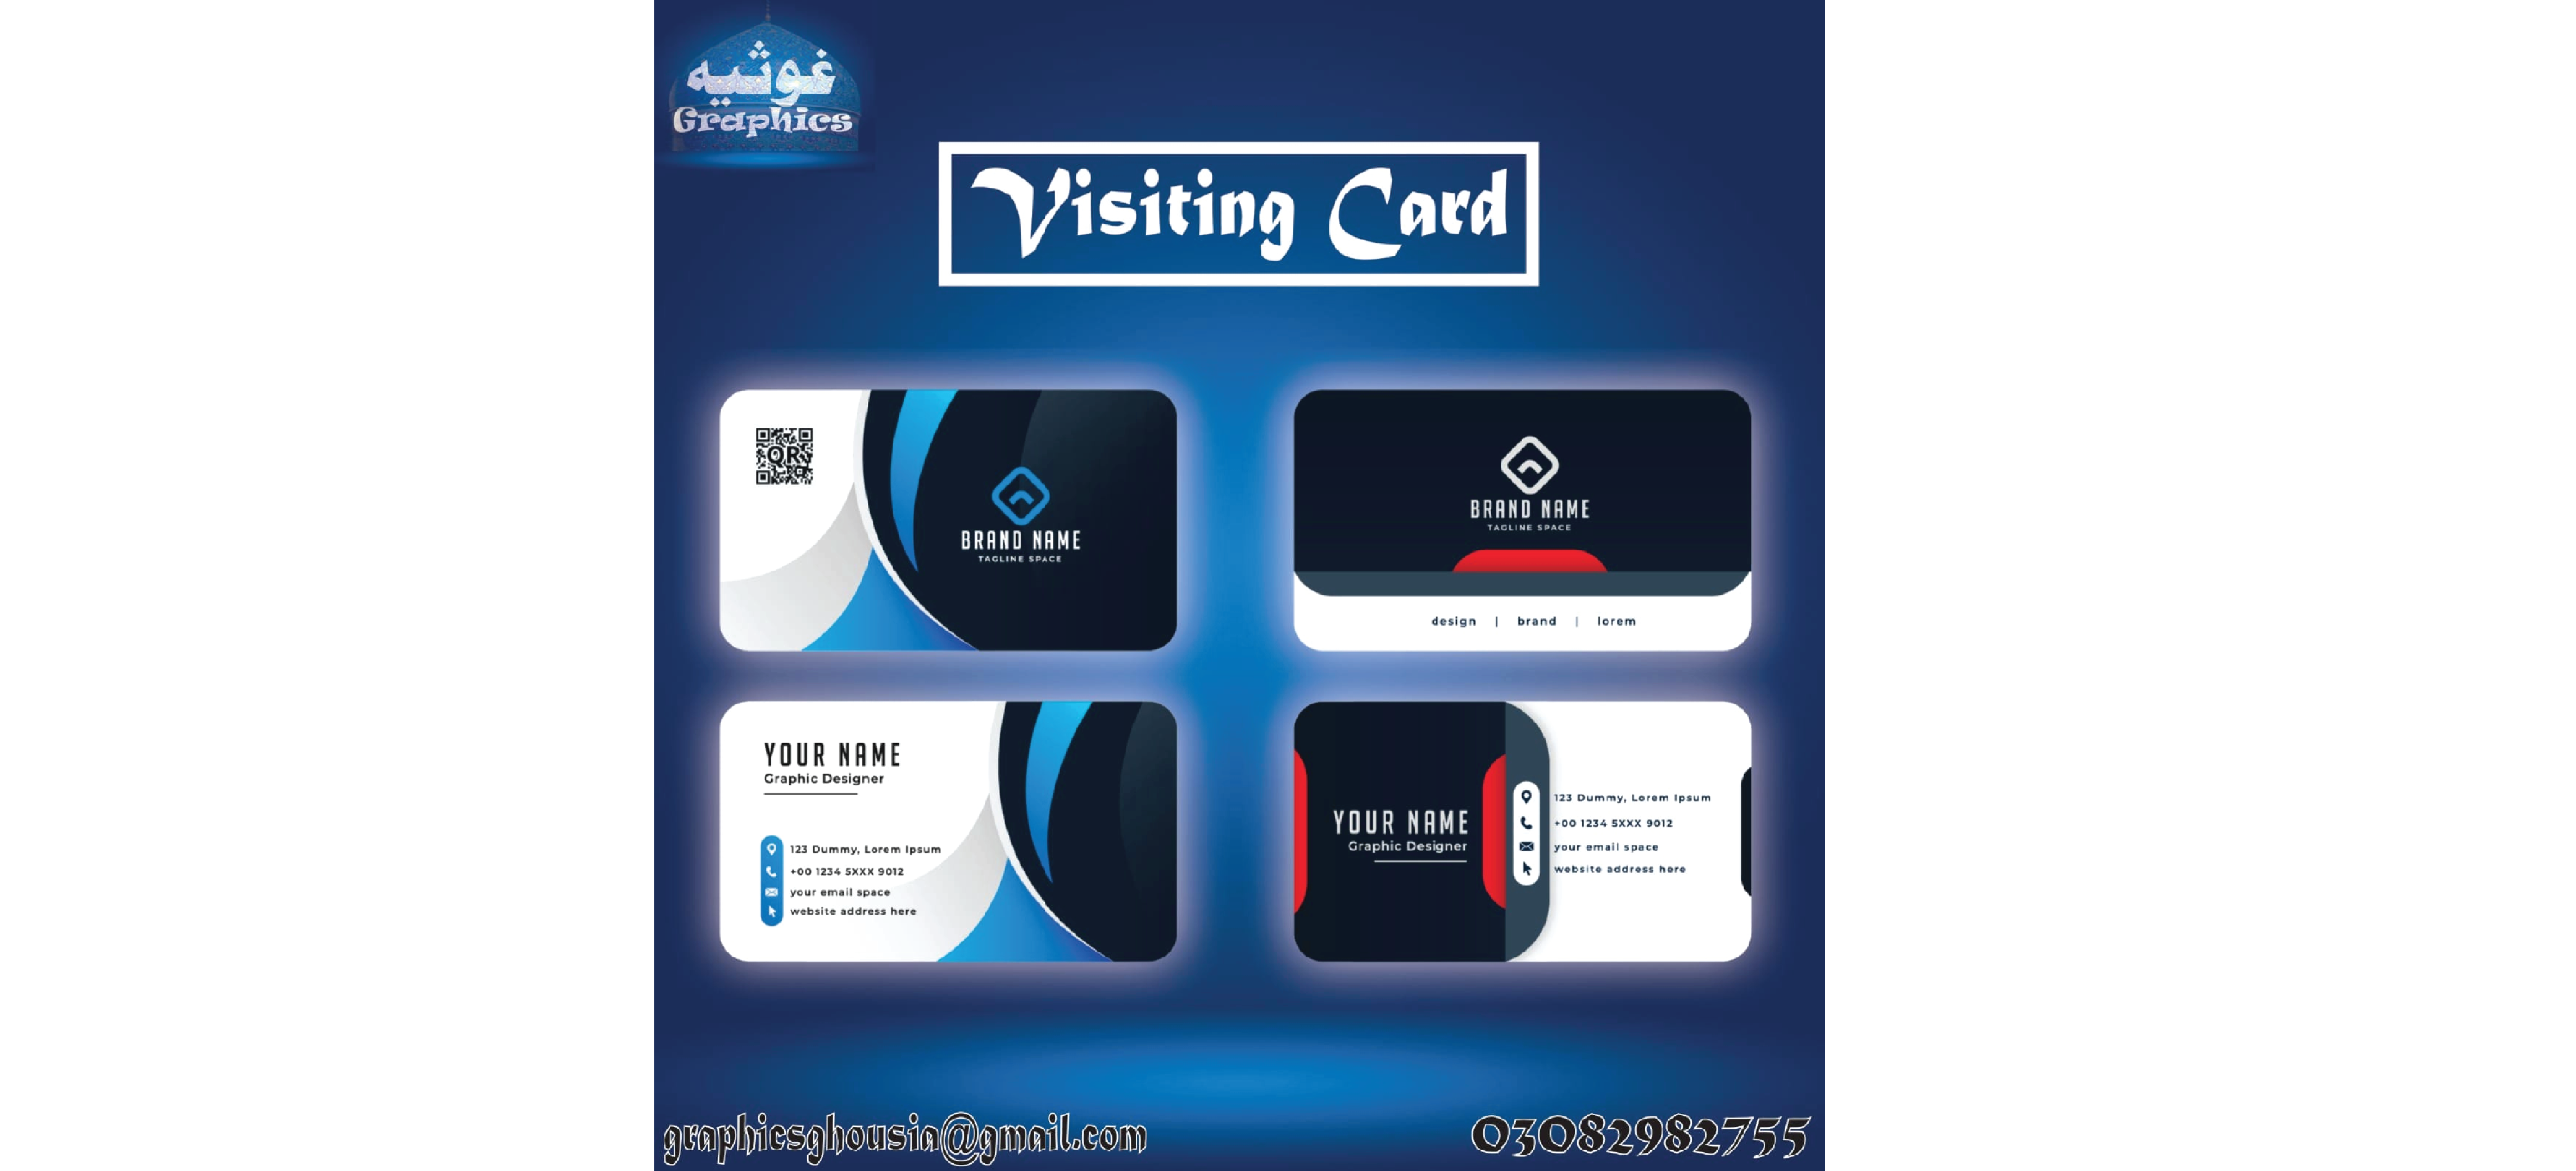 غوثیہ
Graphics
Visiting Card
QR
BRAND NAME
TAGLINE SPACE
BRAND NAME
TAGLINE SPACE
design | brand | lorem
YOUR NAME
Graphic Designer
123 Dummy, Lorem Ipsum
+00 1234 5XXX 9012
your email space
website address here
YOUR NAME
Graphic Designer
123 Dummy, Lorem Ipsum
+00 1234 5XXX 9012
your email space
website address here
graphicsghousia@gmail.com
03082982755